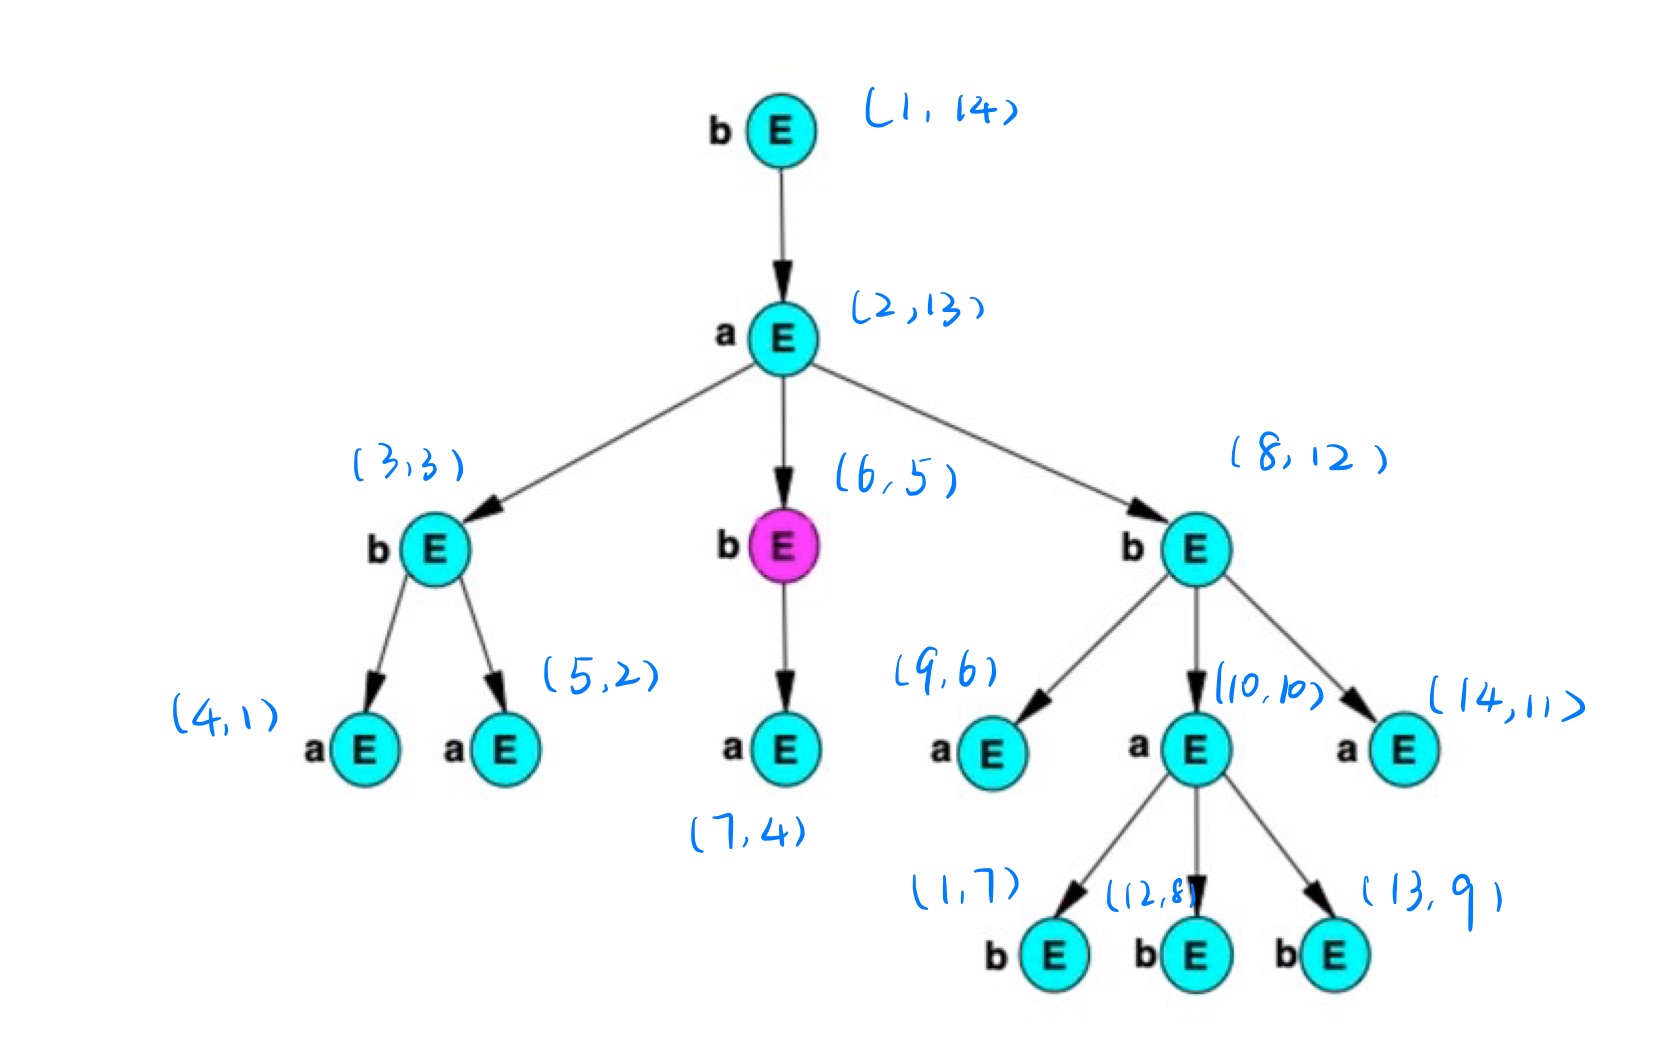 b E (1, 14)
a E (2,13)
(3,3) (6,5) (8,12)
b E b E b E
(4,1) (5,2) (9,6) (10,10) (14,11)
a E a E a E a E a E a E
(7,4)
(1,7) (12,8) (13,9)
b E b E b E